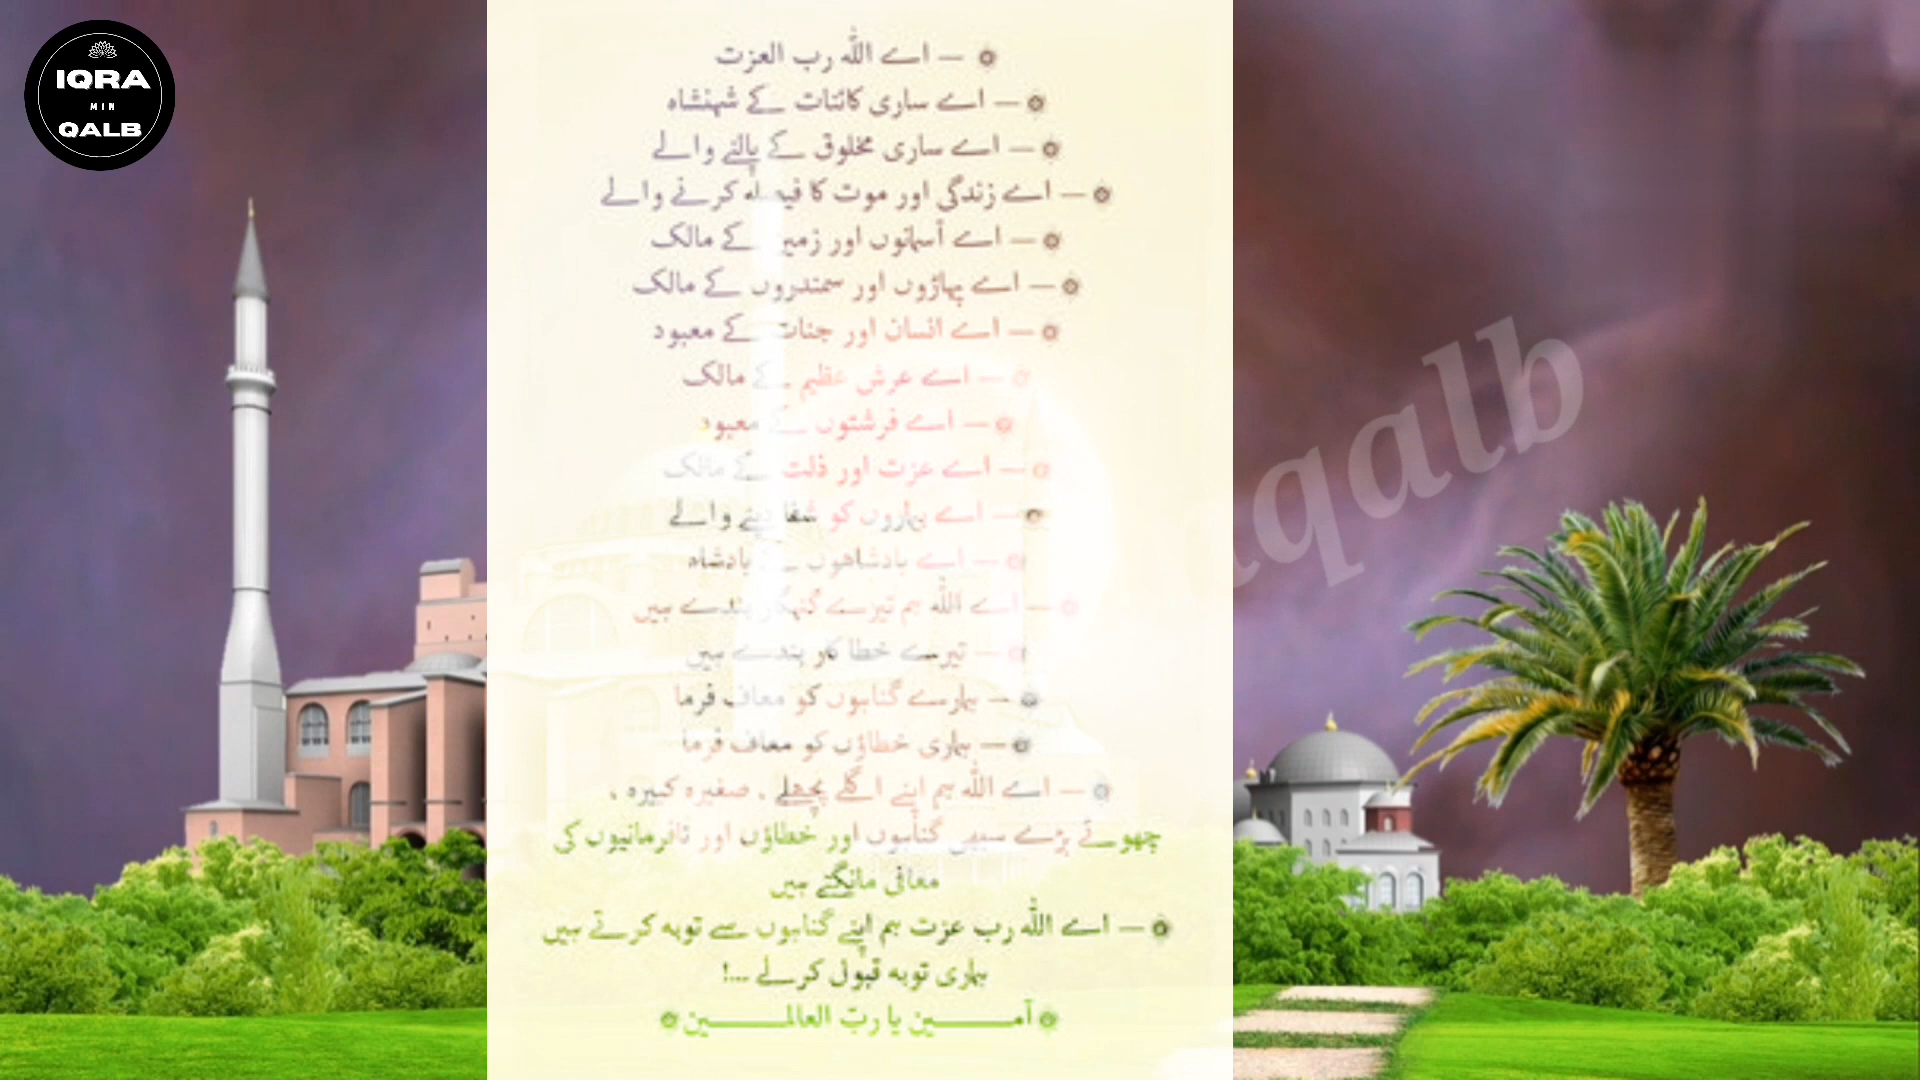 IQRA
MIN
QALB
۞ — اے اللّٰه رب العزت
۞ — اے ساری کائنات کے شہنشاہ
۞ — اے ساری مخلوق کے پالنے والے
۞ — اے زندگی اور موت کا فیصلہ کرنے والے
۞ — اے آسمانوں اور زمین کے مالک
۞ — اے پہاڑوں اور سمندروں کے مالک
۞ — اے انسان اور جنات کے معبود
۞ — اے عرش عظیم کے مالک
۞ — اے فرشتوں کے معبود
۞ — اے عزت اور ذلت کے مالک
۞ — اے بیماروں کو شفا دینے والے
۞ — اے بادشاہوں کے بادشاہ
۞ — اے اللّٰه ہم تیرے گنہگار بندے ہیں
۞ — تیرے خطا کار بندے ہیں
۞ — ہمارے گناہوں کو معاف فرما
۞ — ہماری خطاؤں کو معاف فرما
۞ — اے اللّٰه ہم اپنے اگلے پچھلے ، صغیرہ کبیرہ ،
چھوٹے بڑے سبھی گناہوں اور خطاؤں اور نافرمانیوں کی
معافی مانگتے ہیں
۞ — اے اللّٰه رب عزت ہم اپنے گناہوں سے توبہ کرتے ہیں
ہماری توبہ قبول کرلے ...!
۞ آمــــــین یا ربّ العالمــــــین ۞
qalb